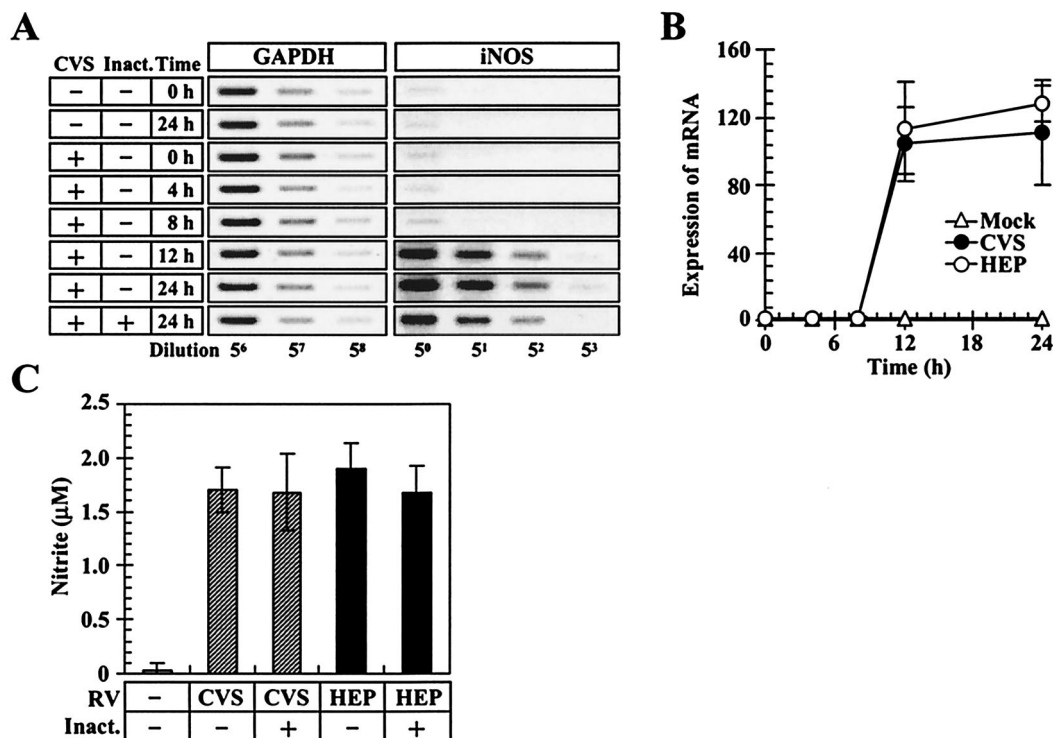 A
CVS Inact. Time GAPDH iNOS
− − 0 h
− − 24 h
+ − 0 h
+ − 4 h
+ − 8 h
+ − 12 h
+ − 24 h
+ + 24 h
Dilution 5⁶ 5⁷ 5⁸ 5⁰ 5¹ 5² 5³
B
160
120
80
40
0
Expression of mRNA
Mock
CVS
HEP
0 6 12 18 24
Time (h)
C
2.5
2.0
1.5
1.0
0.5
0
Nitrite (μM)
RV − CVS CVS HEP HEP
Inact. − − + − +